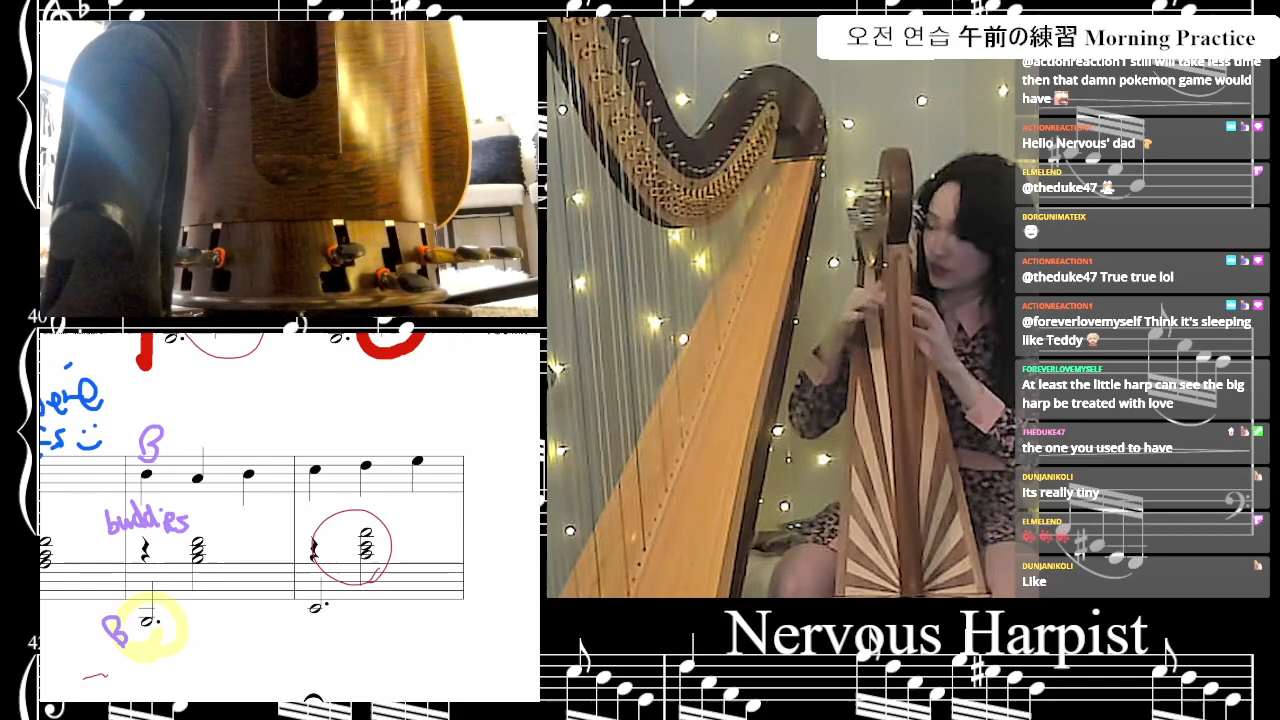 오전 연습 午前の練習 Morning Practice
@actionreaction1 still will take less time
then that damn pokemon game would
have
ACTIONREACTION1
Hello Nervous' dad
ELMELEND
@theduke47
BORGUNIMATEIX
ACTIONREACTION1
@theduke47 True true lol
ACTIONREACTION1
@foreverlovemyself Think it's sleeping
like Teddy
FOREVERLOVEMYSELF
At least the little harp can see the big
harp be treated with love
THEDUKE47
the one you used to have
DUNJANIKOLI
Its really tiny
ELMELEND
DUNJANIKOLI
Like
B
buddies
B
Nervous Harpist